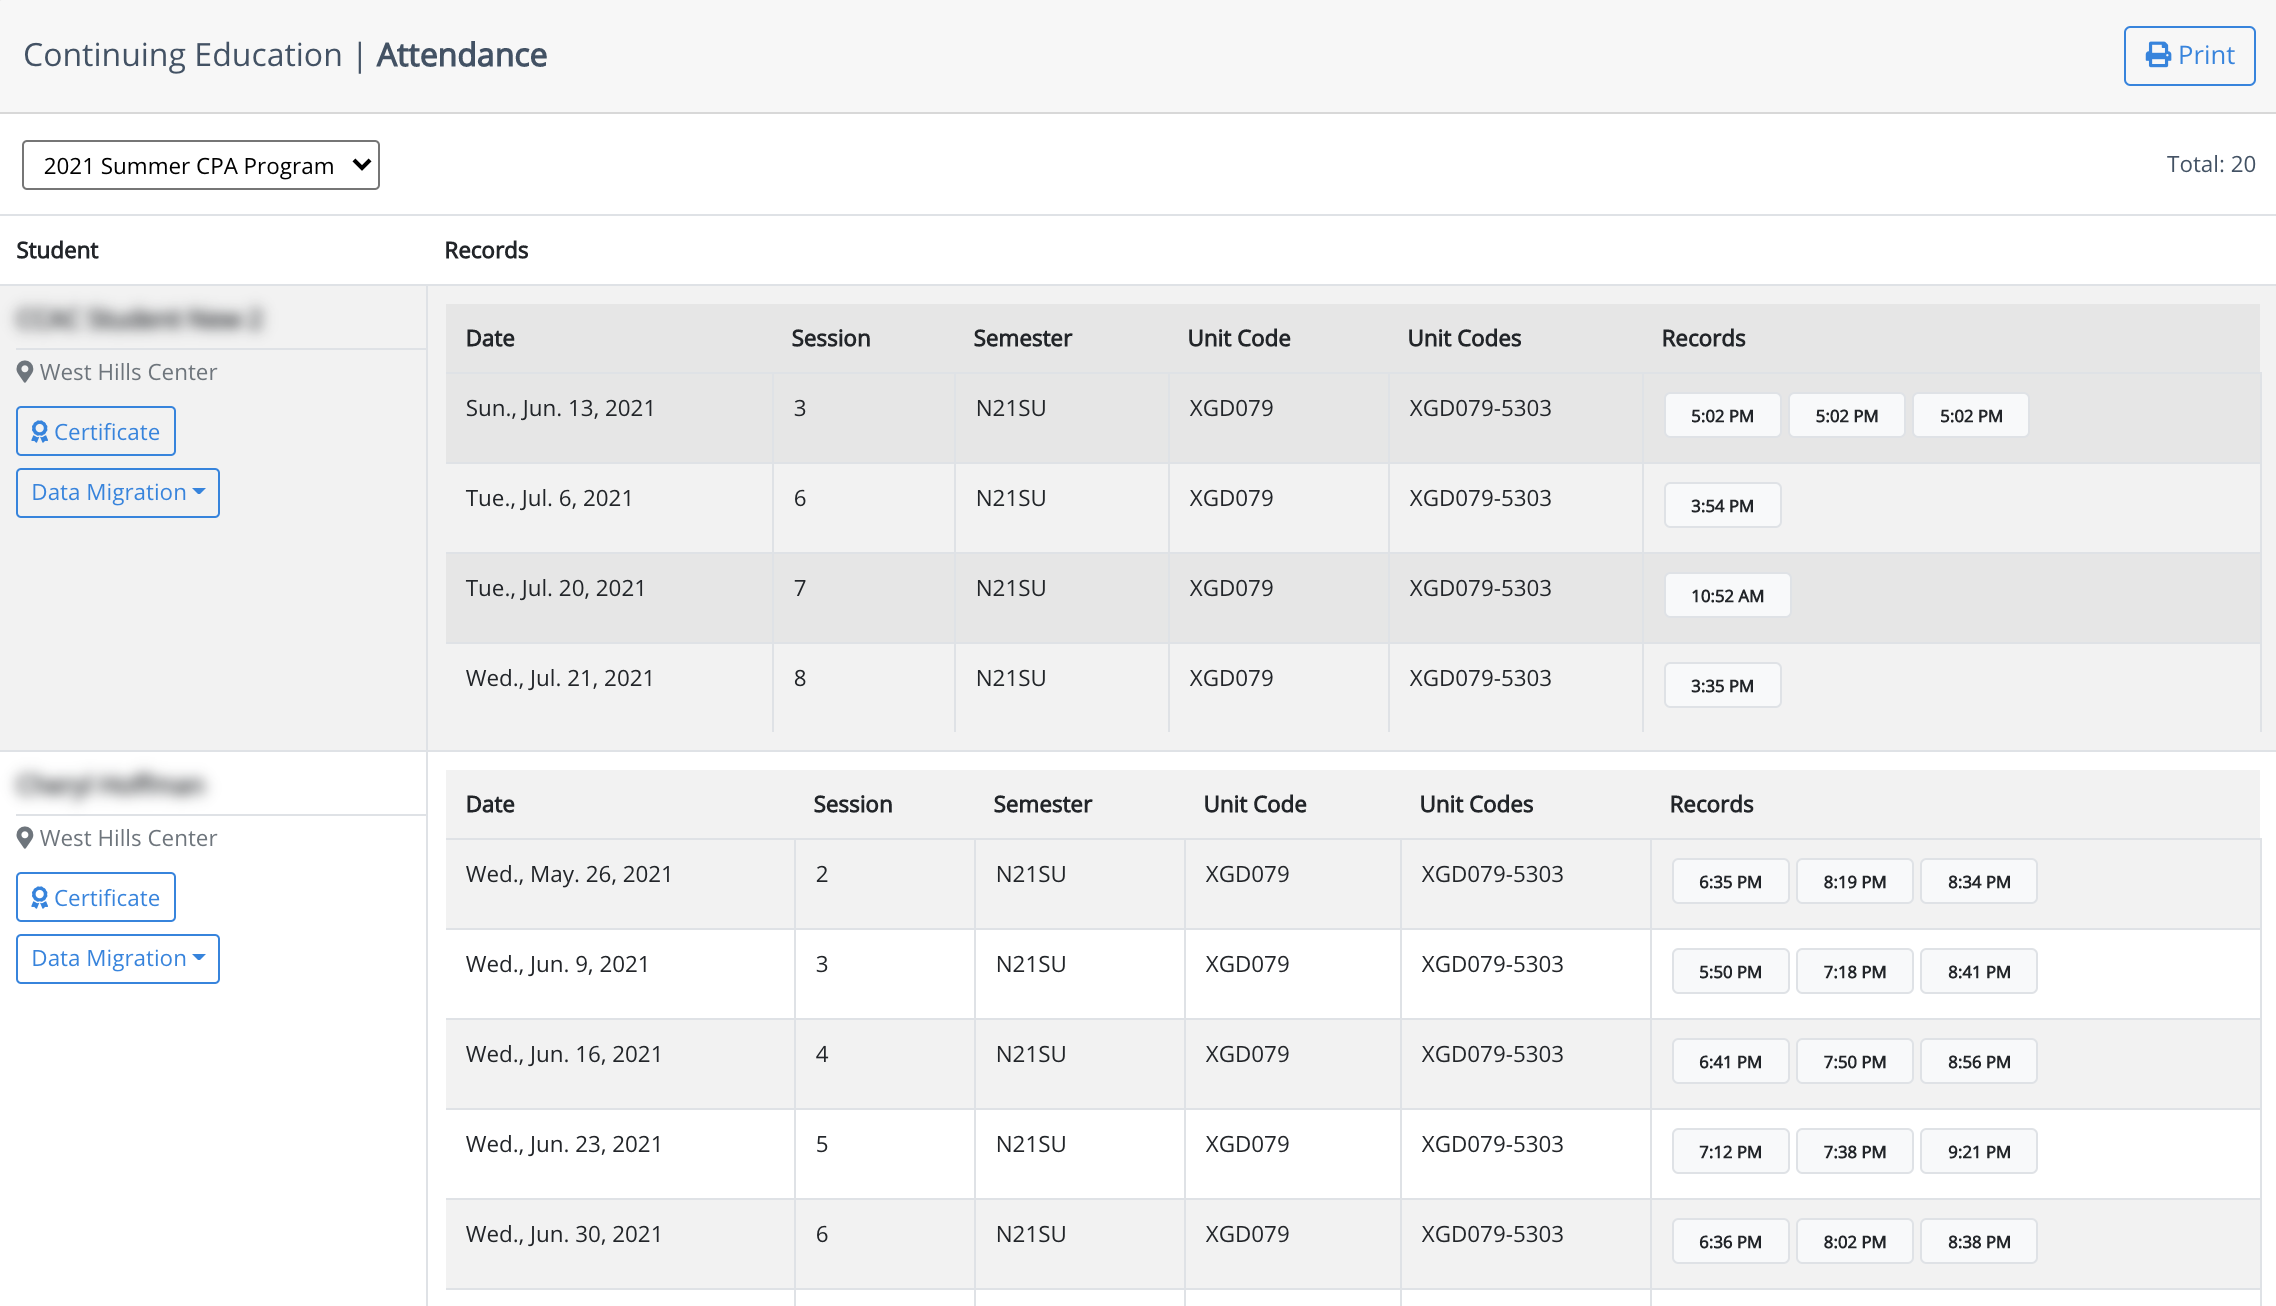 Continuing Education | Attendance
Print
2021 Summer CPA Program
Total: 20
Student Records
West Hills Center
Certificate
Data Migration
Date Session Semester Unit Code Unit Codes Records
Sun., Jun. 13, 2021 3 N21SU XGD079 XGD079-5303 5:02 PM 5:02 PM 5:02 PM
Tue., Jul. 6, 2021 6 N21SU XGD079 XGD079-5303 3:54 PM
Tue., Jul. 20, 2021 7 N21SU XGD079 XGD079-5303 10:52 AM
Wed., Jul. 21, 2021 8 N21SU XGD079 XGD079-5303 3:35 PM
West Hills Center
Certificate
Data Migration
Date Session Semester Unit Code Unit Codes Records
Wed., May. 26, 2021 2 N21SU XGD079 XGD079-5303 6:35 PM 8:19 PM 8:34 PM
Wed., Jun. 9, 2021 3 N21SU XGD079 XGD079-5303 5:50 PM 7:18 PM 8:41 PM
Wed., Jun. 16, 2021 4 N21SU XGD079 XGD079-5303 6:41 PM 7:50 PM 8:56 PM
Wed., Jun. 23, 2021 5 N21SU XGD079 XGD079-5303 7:12 PM 7:38 PM 9:21 PM
Wed., Jun. 30, 2021 6 N21SU XGD079 XGD079-5303 6:36 PM 8:02 PM 8:38 PM